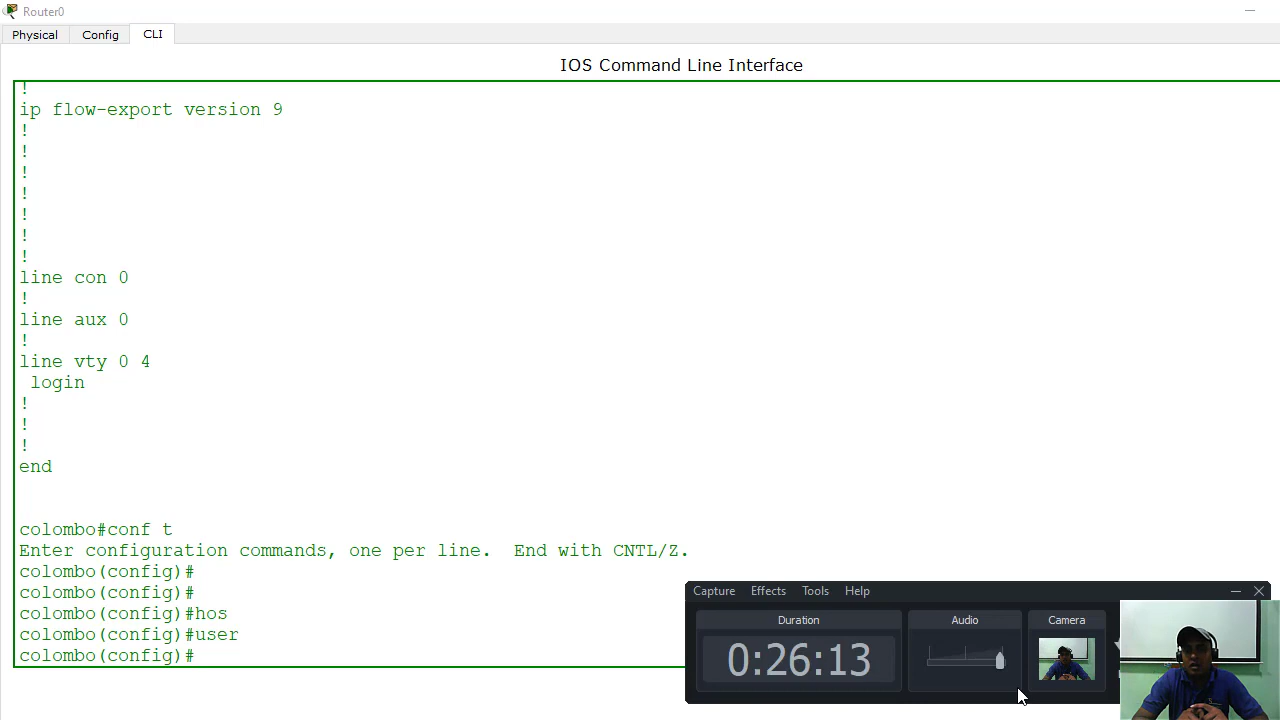 Router0
Physical Config CLI
IOS Command Line Interface
!
ip flow-export version 9
!
!
!
!
!
!
!
line con 0
!
line aux 0
!
line vty 0 4
login
!
!
!
end
colombo#conf t
Enter configuration commands, one per line. End with CNTL/Z.
colombo(config)#
colombo(config)#
colombo(config)#hos
colombo(config)#user
colombo(config)#
Capture Effects Tools Help
Duration Audio Camera
0:26:13